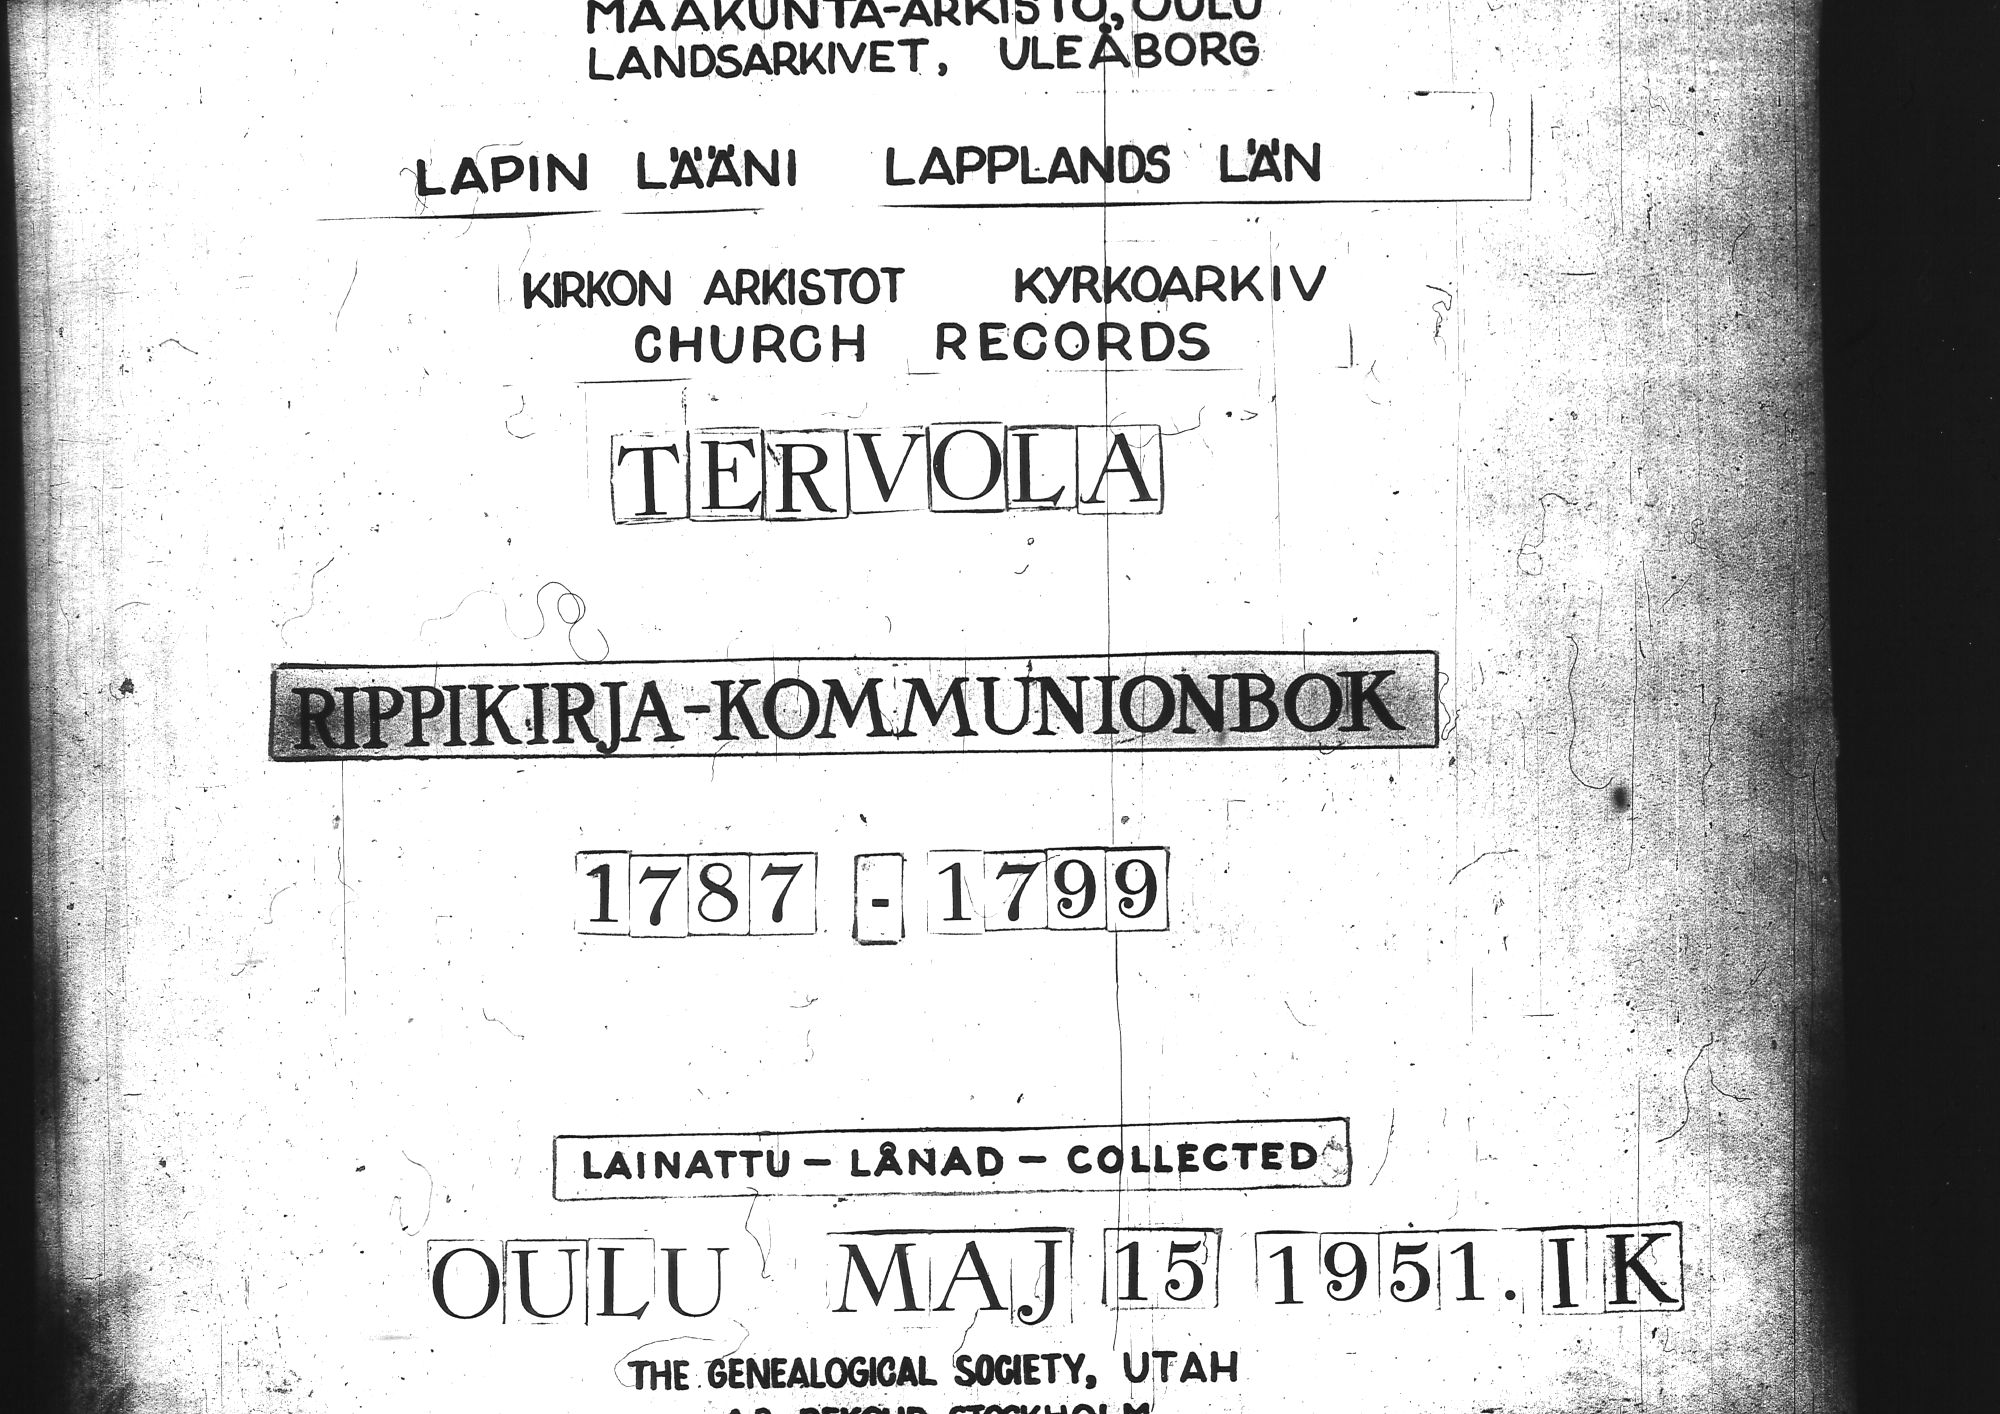 MAAKUNTA-ARKISTO, OULU
LANDSARKIVET, ULEÅBORG
LAPIN LÄÄNI LAPPLANDS LÄN
KIRKON ARKISTOT KYRKOARKIV
CHURCH RECORDS
TERVOLA
RIPPIKIRJA-KOMMUNIONBOK
1787 - 1799
LAINATTU - LÅNAD - COLLECTED
OULU MAJ 15 1951. IK
THE GENEALOGICAL SOCIETY, UTAH
STOCKHOLM